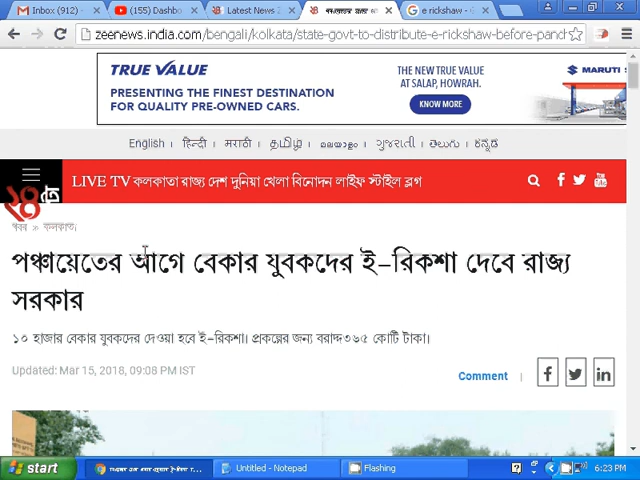 Inbox (912) -
(155) Dashbo
Latest News
e rickshaw - G
zeenews.india.com/bengali/kolkata/state-govt-to-distribute-e-rickshaw-before-panch
TRUE VALUE
PRESENTING THE FINEST DESTINATION
FOR QUALITY PRE-OWNED CARS.
THE NEW TRUE VALUE
AT SALAP, HOWRAH.
KNOW MORE
MARUTI
English | हिन्दी | मराठी | தமிழ் | മലയാളം | ગુજરાતી | తెలుగు | ಕನ್ನಡ
LIVE TV কলকাতা রাজ্য দেশ দুনিয়া খেলা বিনোদন লাইফ স্টাইল ব্লগ
২৪
খবর » কলকাতা
পঞ্চায়েতের আগে বেকার যুবকদের ই-রিকশা দেবে রাজ্য
সরকার
১০ হাজার বেকার যুবকদের দেওয়া হবে ই-রিকশা। প্রকল্পের জন্য বরাদ্দ৩৬৫ কোটি টাকা।
Updated: Mar 15, 2018, 09:08 PM IST
Comment |
start
Untitled - Notepad
Flashing
6:23 PM